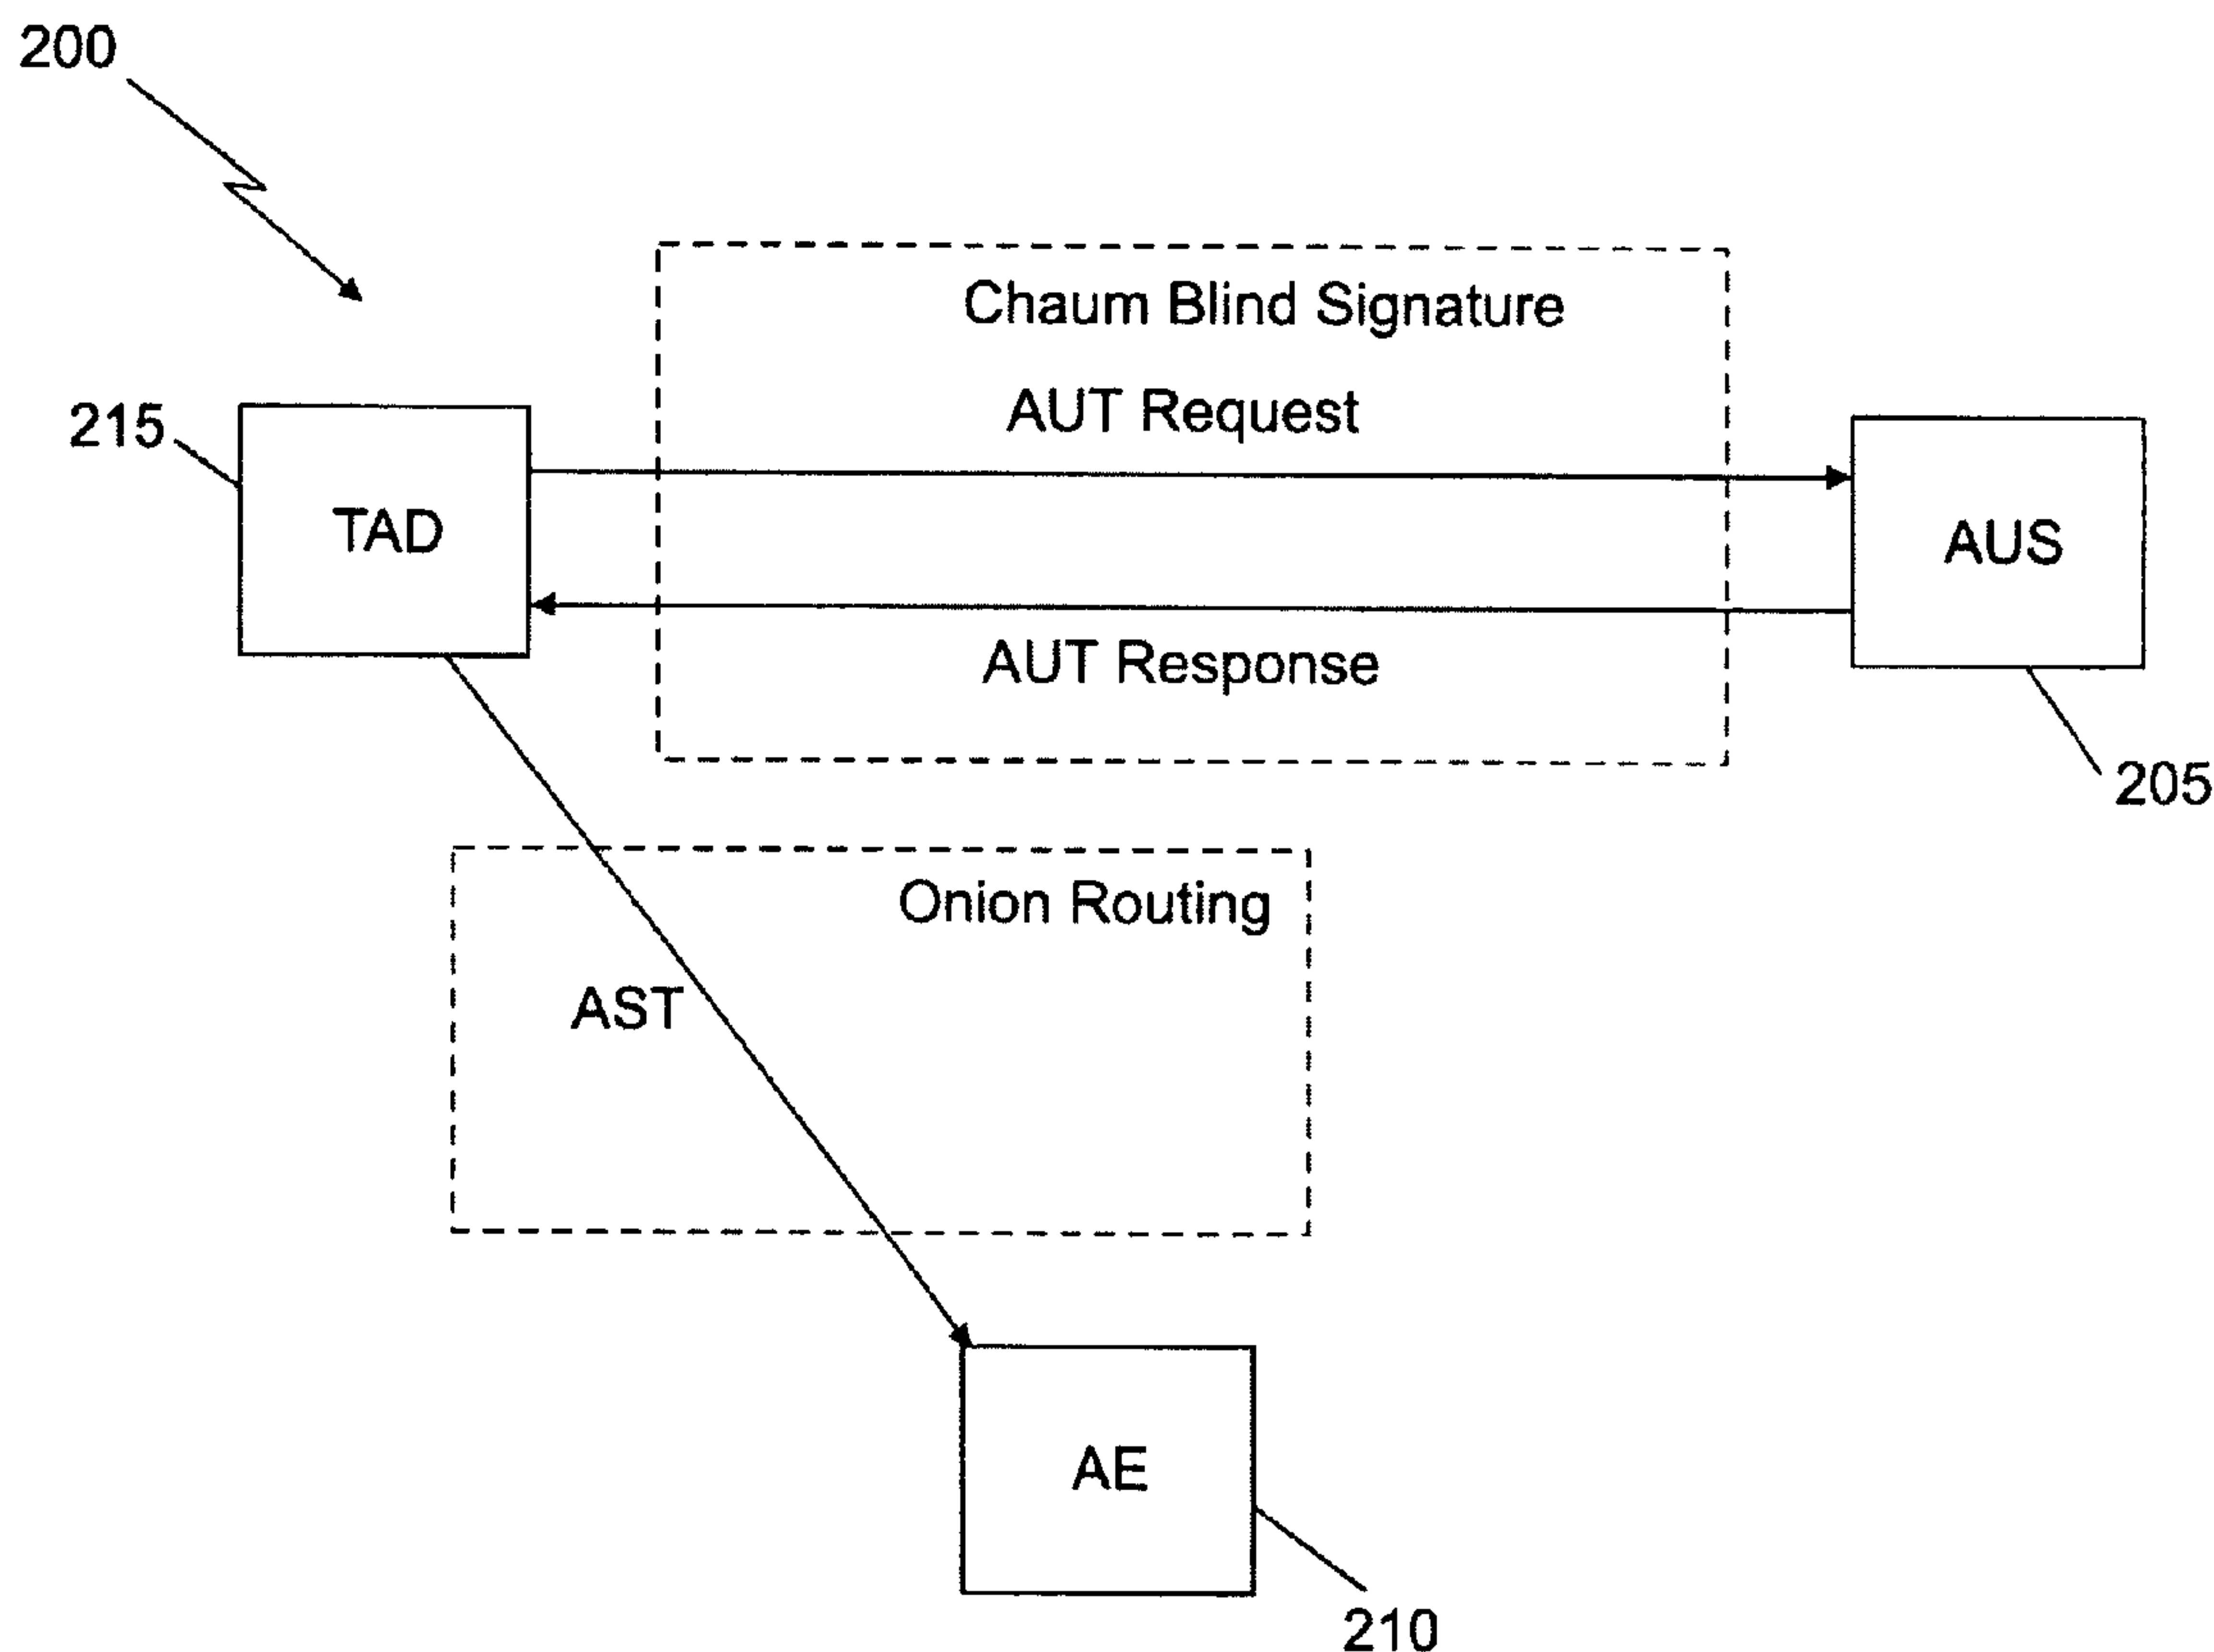 200
Chaum Blind Signature
AUT Request
215
TAD
AUS
AUT Response
205
Onion Routing
AST
AE
210